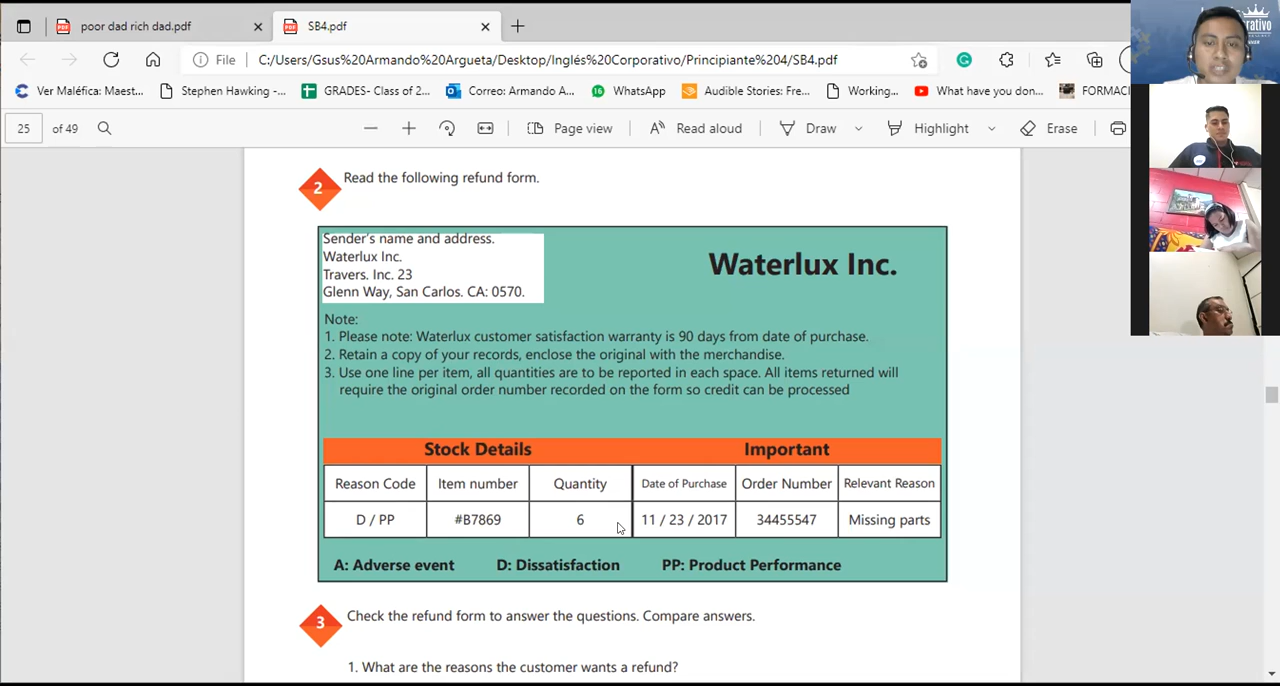 poor dad rich dad.pdf
SB4.pdf
File
C:/Users/Gsus%20Armando%20Argueta/Desktop/Inglés%20Corporativo/Principiante%204/SB4.pdf
Ver Maléfica: Maest...
Stephen Hawking -...
GRADES- Class of 2...
Correo: Armando A...
WhatsApp
Audible Stories: Fre...
Working...
What have you don...
FORMACI
25
of 49
Page view
Read aloud
Draw
Highlight
Erase
2
Read the following refund form.
Sender's name and address.
Waterlux Inc.
Travers. Inc. 23
Glenn Way, San Carlos. CA: 0570.
Waterlux Inc.
Note:
1. Please note: Waterlux customer satisfaction warranty is 90 days from date of purchase.
2. Retain a copy of your records, enclose the original with the merchandise.
3. Use one line per item, all quantities are to be reported in each space. All items returned will
require the original order number recorded on the form so credit can be processed
Stock Details Important
Reason Code Item number Quantity Date of Purchase Order Number Relevant Reason
D / PP #B7869 6 11 / 23 / 2017 34455547 Missing parts
A: Adverse event D: Dissatisfaction PP: Product Performance
3
Check the refund form to answer the questions. Compare answers.
1. What are the reasons the customer wants a refund?